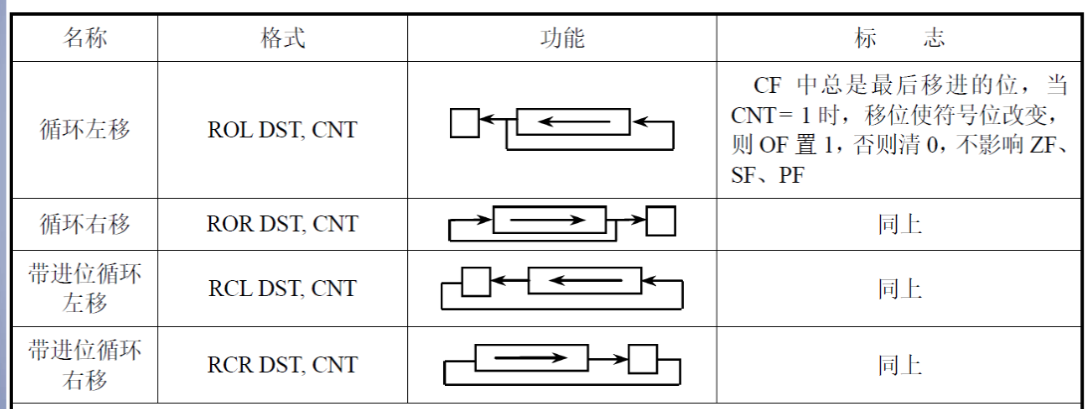 名称 格式 功能 标 志
循环左移 ROL DST, CNT
CF 中总是最后移进的位，当
CNT= 1 时，移位使符号位改变，
则 OF 置 1，否则清 0，不影响 ZF、
SF、PF
循环右移 ROR DST, CNT 同上
带进位循环
左移
RCL DST, CNT 同上
带进位循环
右移
RCR DST, CNT 同上